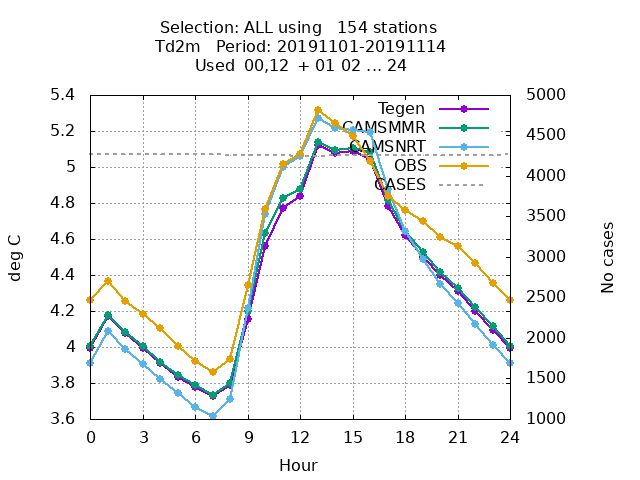 Selection: ALL using 154 stations
Td2m Period: 20191101-20191114
Used 00,12 + 01 02 ... 24
5.4
5.2
5
4.8
4.6
4.4
4.2
4
3.8
3.6
deg C
5000
4500
4000
3500
3000
2500
2000
1500
1000
No cases
Tegen
CAMSMMR
CAMSNRT
OBS
CASES
0 3 6 9 12 15 18 21 24
Hour